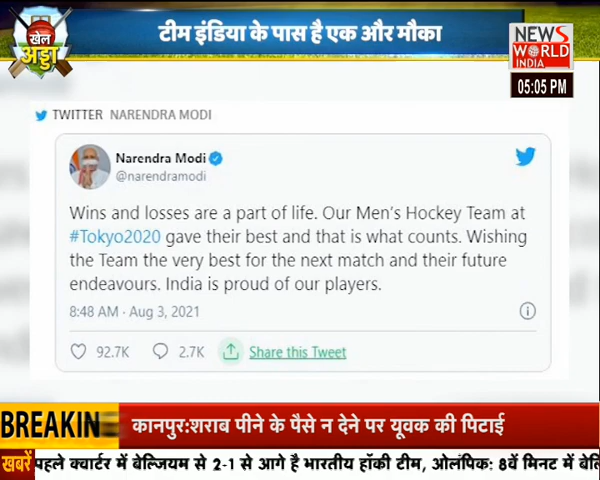 खेल
अड्डा
टीम इंडिया के पास है एक और मौका
NEWS
WORLD
INDIA
05:05 PM
TWITTER NARENDRA MODI
Narendra Modi
@narendramodi
Wins and losses are a part of life. Our Men's Hockey Team at
#Tokyo2020 gave their best and that is what counts. Wishing
the Team the very best for the next match and their future
endeavours. India is proud of our players.
8:48 AM · Aug 3, 2021
92.7K 2.7K Share this Tweet
BREAKIN
कानपुर:शराब पीने के पैसे न देने पर युवक की पिटाई
खबरें पहले क्वार्टर में बेल्जियम से 2-1 से आगे है भारतीय हॉकी टीम, ओलंपिक: 8वें मिनट में